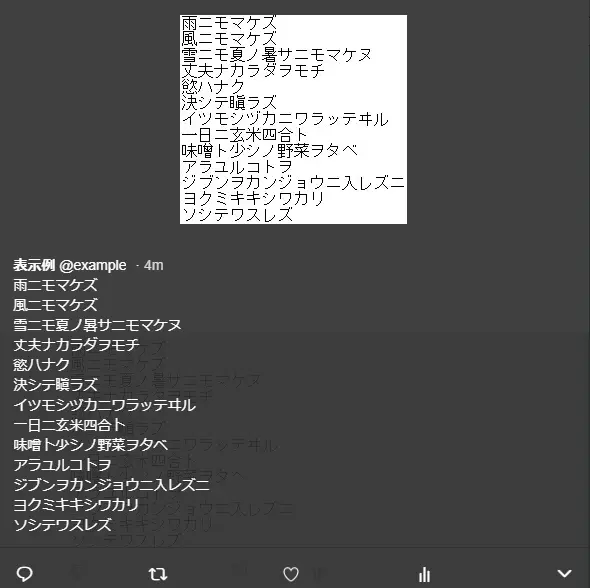 雨ニモマケズ
風ニモマケズ
雪ニモ夏ノ暑サニモマケヌ
丈夫ナカラダヲモチ
慾ハナク
決シテ瞋ラズ
イツモシヅカニワラッテヰル
一日ニ玄米四合ト
味噌ト少シノ野菜ヲタベ
アラユルコトヲ
ジブンヲカンジョウニ入レズニ
ヨクミキキシワカリ
ソシテワスレズ
表示例 @example · 4m
雨ニモマケズ
風ニモマケズ
雪ニモ夏ノ暑サニモマケヌ
丈夫ナカラダヲモチ
慾ハナク
決シテ瞋ラズ
イツモシヅカニワラッテヰル
一日ニ玄米四合ト
味噌ト少シノ野菜ヲタベ
アラユルコトヲ
ジブンヲカンジョウニ入レズニ
ヨクミキキシワカリ
ソシテワスレズ